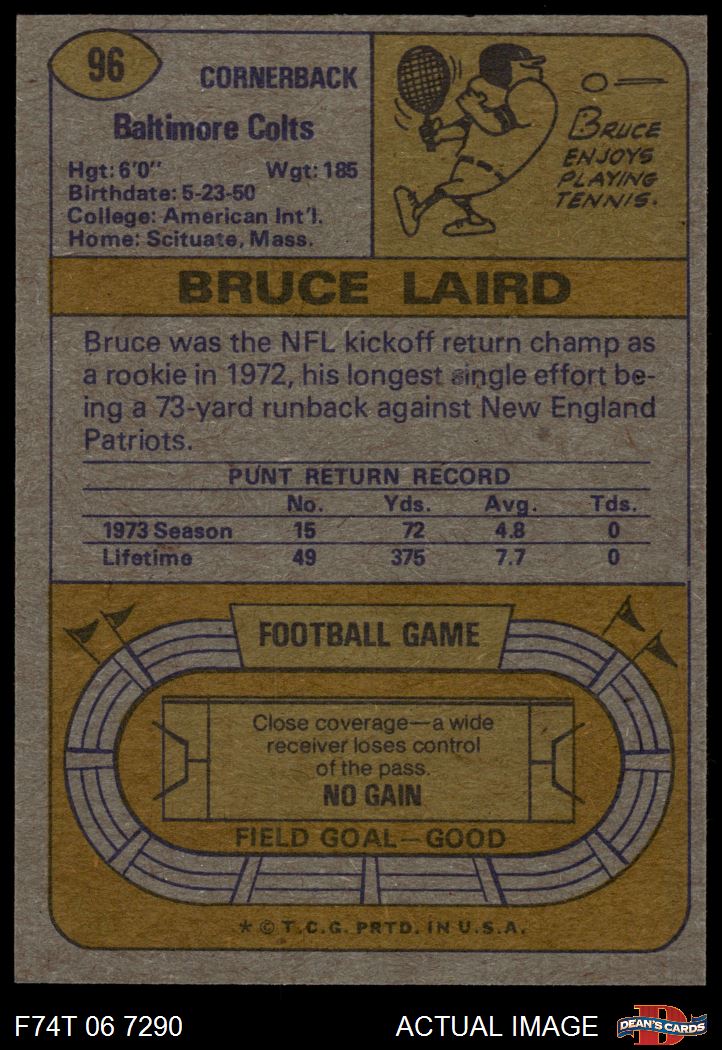 96
CORNERBACK
Baltimore Colts
Hgt: 6'0" Wgt: 185
Birthdate: 5-23-50
College: American Int'l.
Home: Scituate, Mass.
BRUCE
ENJOYS
PLAYING
TENNIS.
BRUCE LAIRD
Bruce was the NFL kickoff return champ as
a rookie in 1972, his longest single effort be-
ing a 73-yard runback against New England
Patriots.
PUNT RETURN RECORD
No. Yds. Avg. Tds.
1973 Season 15 72 4.8 0
Lifetime 49 375 7.7 0
FOOTBALL GAME
Close coverage—a wide
receiver loses control
of the pass.
NO GAIN
FIELD GOAL—GOOD
* © T.C.G. PRTD. IN U.S.A.
F74T 06 7290 ACTUAL IMAGE
D
DEAN'S CARDS